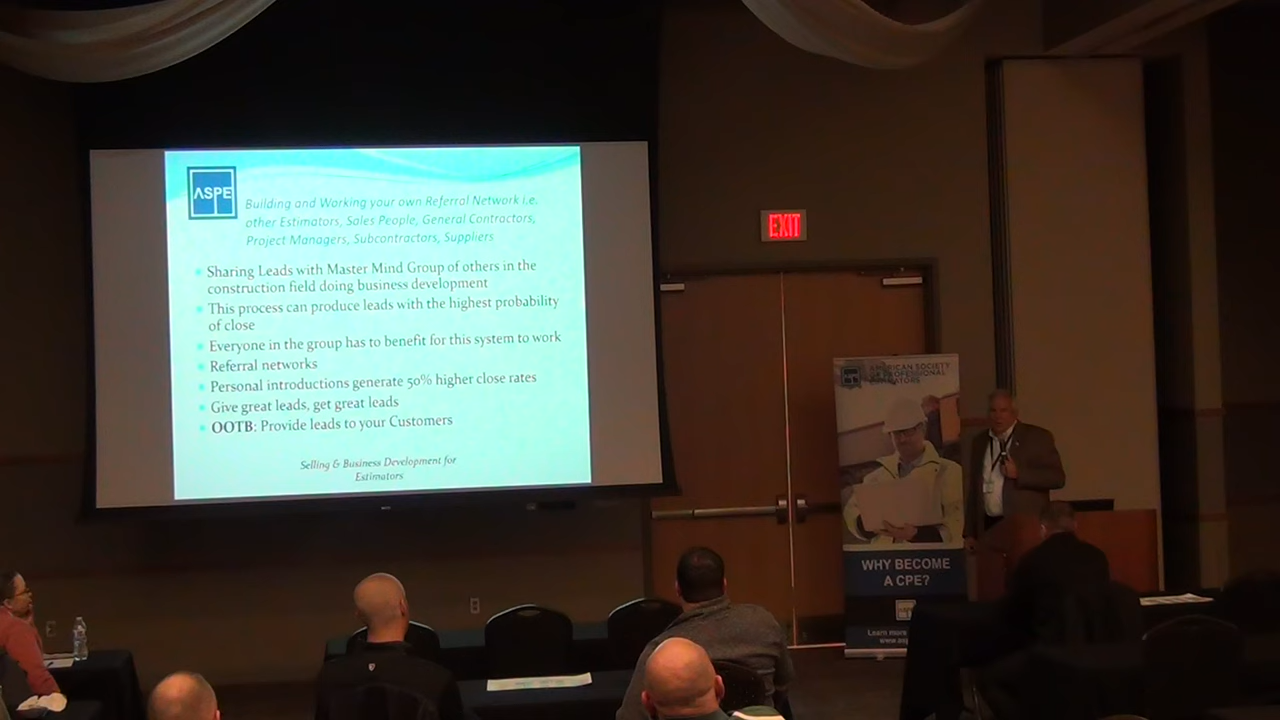 ASPE
Building and Working your own Referral Network i.e.
other Estimators, Sales People, General Contractors,
Project Managers, Subcontractors, Suppliers
Sharing Leads with Master Mind Group of others in the
construction field doing business development
This process can produce leads with the highest probability
of close
Everyone in the group has to benefit for this system to work
Referral networks
Personal introductions generate 50% higher close rates
Give great leads, get great leads
OOTB: Provide leads to your Customers
Selling & Business Development for
Estimators
EXIT
AMERICAN SOCIETY
OF PROFESSIONAL
ESTIMATORS
WHY BECOME
A CPE?
Learn more
www.